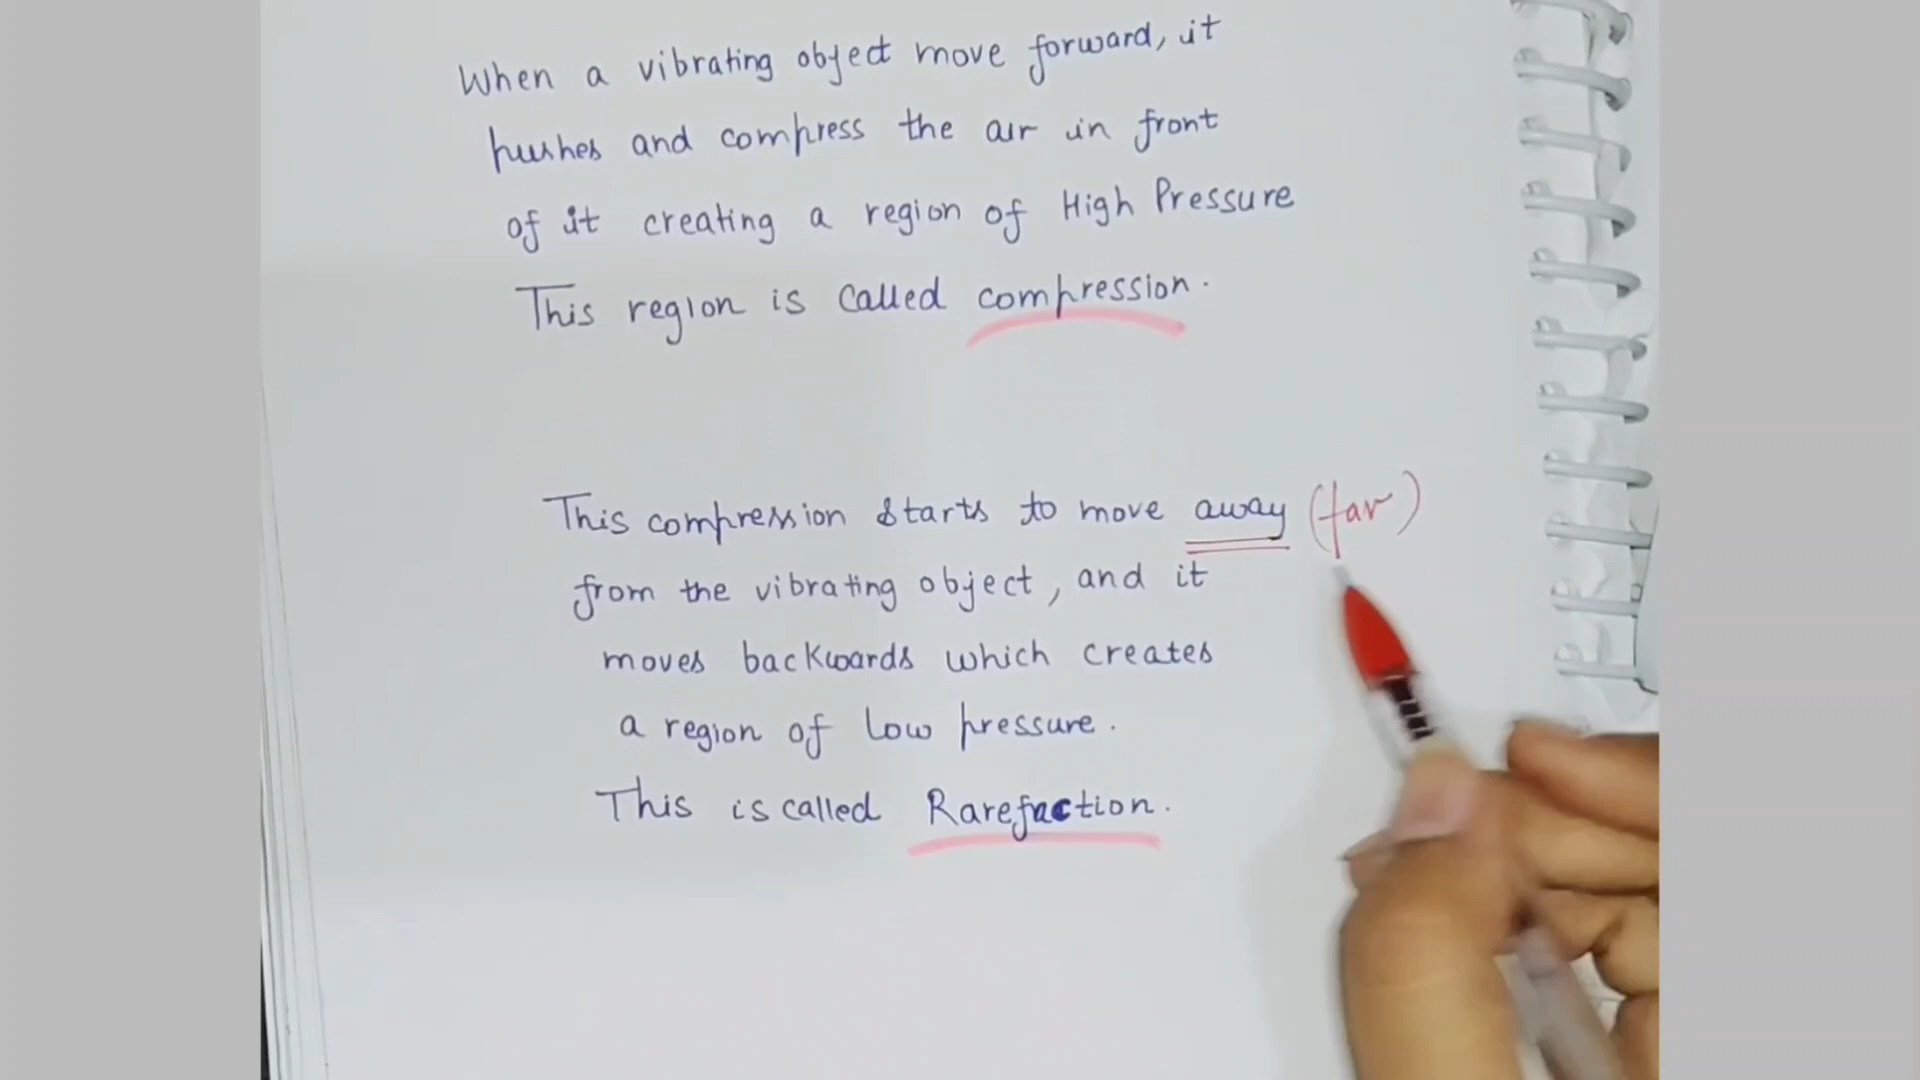 When a vibrating object move forward, it
pushes and compress the air in front
of it creating a region of High Pressure
This region is called compression.
This compression starts to move away (far)
from the vibrating object, and it
moves backwards which creates
a region of low pressure.
This is called Rarefaction.